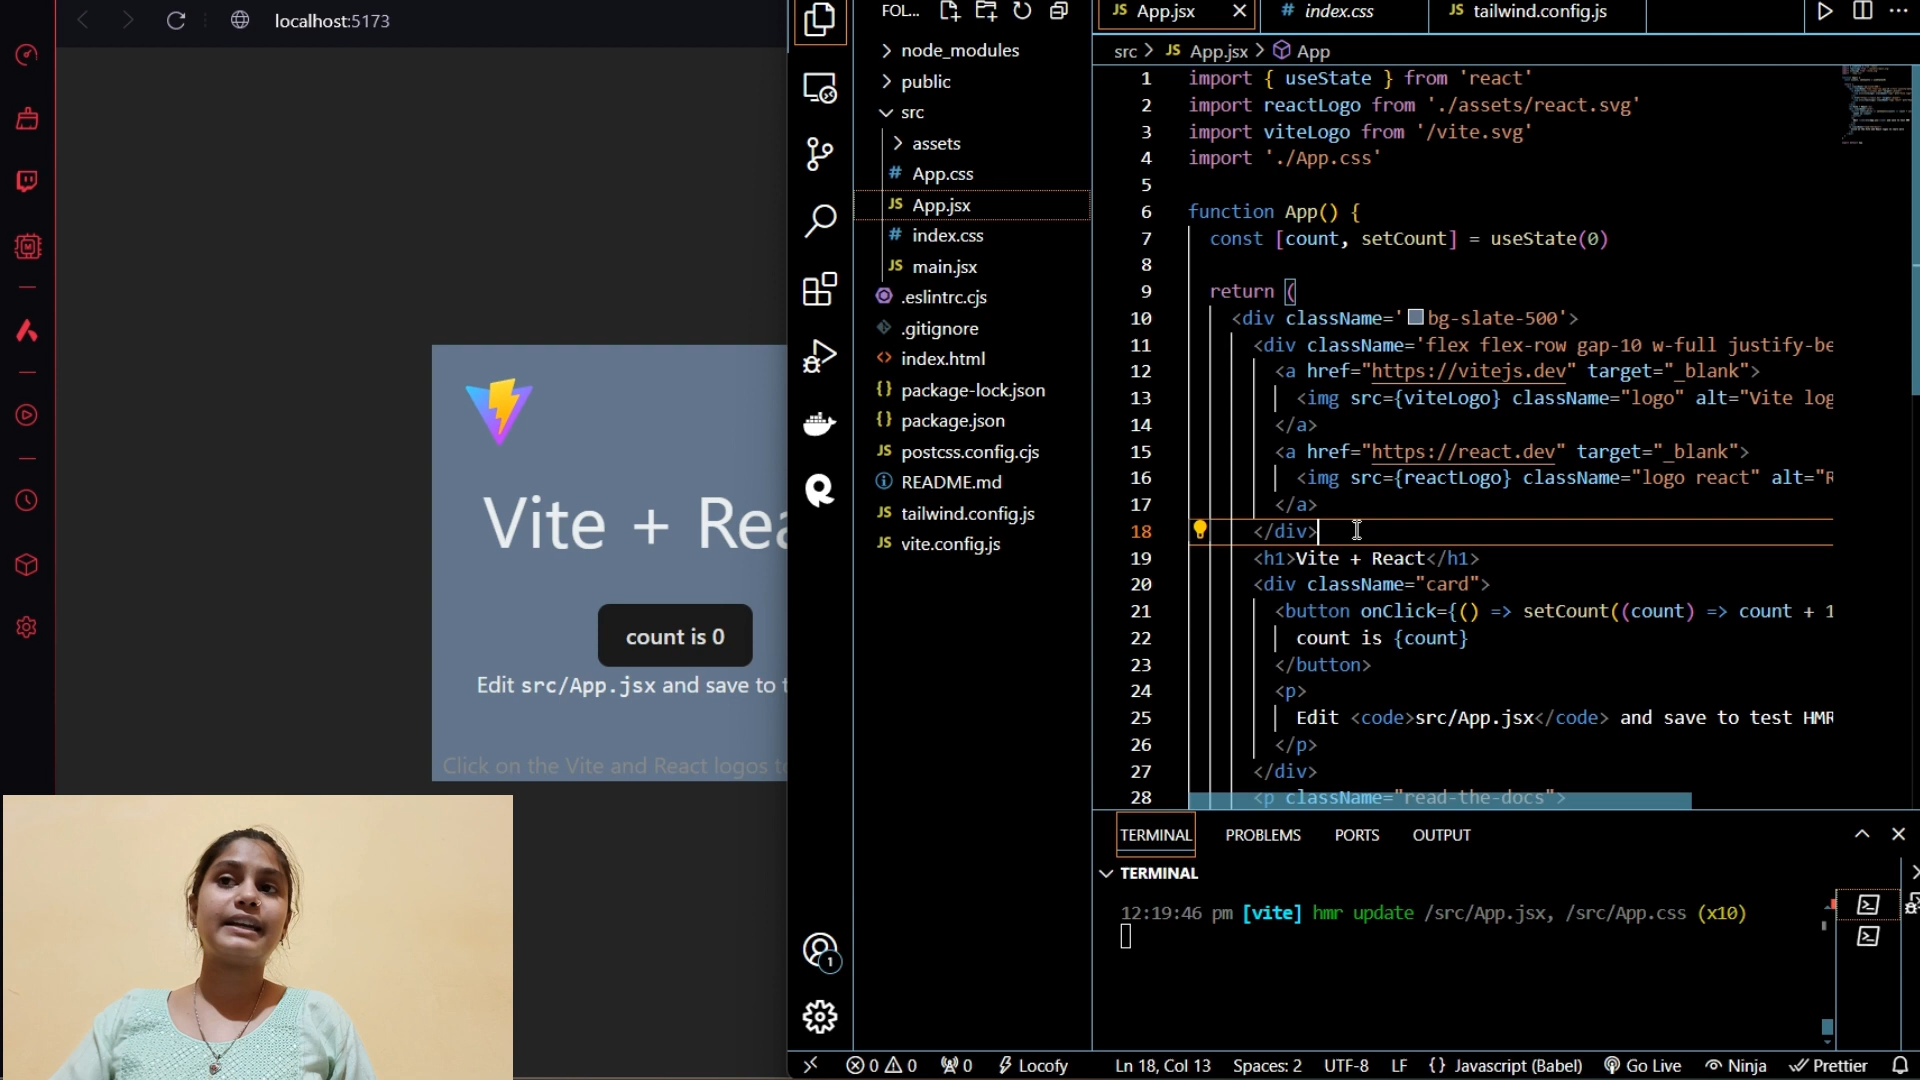 localhost:5173
Vite + Rea
count is 0
Edit src/App.jsx and save to t
Click on the Vite and React logos to
FOL...
node_modules
public
src
assets
# App.css
JS App.jsx
# index.css
JS main.jsx
.eslintrc.cjs
.gitignore
<> index.html
{} package-lock.json
{} package.json
JS postcss.config.cjs
README.md
JS tailwind.config.js
JS vite.config.js
JS App.jsx
# index.css
JS tailwind.config.js
src > JS App.jsx > App
1 import { useState } from 'react'
2 import reactLogo from './assets/react.svg'
3 import viteLogo from '/vite.svg'
4 import './App.css'
5
6 function App() {
7 const [count, setCount] = useState(0)
8
9 return (
10 <div className='bg-slate-500'>
11 <div className='flex flex-row gap-10 w-full justify-be
12 <a href="https://vitejs.dev" target="_blank">
13 <img src={viteLogo} className="logo" alt="Vite log
14 </a>
15 <a href="https://react.dev" target="_blank">
16 <img src={reactLogo} className="logo react" alt="R
17 </a>
18 </div>
19 <h1>Vite + React</h1>
20 <div className="card">
21 <button onClick={() => setCount((count) => count + 1
22 count is {count}
23 </button>
24 <p>
25 Edit <code>src/App.jsx</code> and save to test HMR
26 </p>
27 </div>
28 <p className="read-the-docs">
TERMINAL PROBLEMS PORTS OUTPUT
TERMINAL
12:19:46 pm [vite] hmr update /src/App.jsx, /src/App.css (x10)
1
0 0 0 Locofy Ln 18, Col 13 Spaces: 2 UTF-8 LF {} Javascript (Babel) Go Live Ninja Prettier